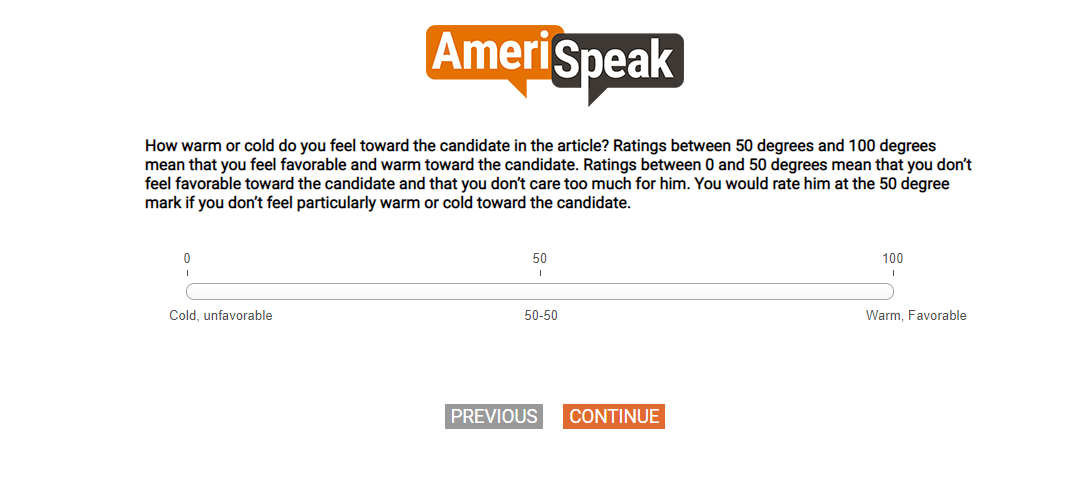 AmeriSpeak
How warm or cold do you feel toward the candidate in the article? Ratings between 50 degrees and 100 degrees
mean that you feel favorable and warm toward the candidate. Ratings between 0 and 50 degrees mean that you don’t
feel favorable toward the candidate and that you don’t care too much for him. You would rate him at the 50 degree
mark if you don’t feel particularly warm or cold toward the candidate.
0 50 100
Cold, unfavorable 50-50 Warm, Favorable
PREVIOUS CONTINUE